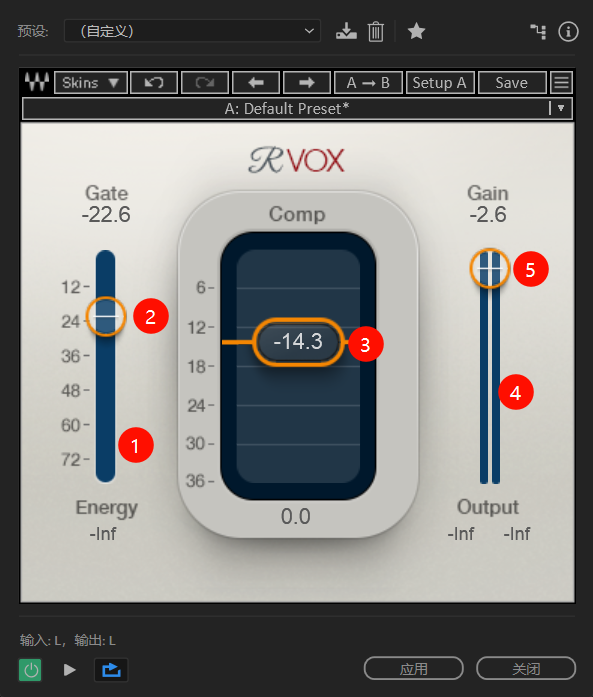 预设: (自定义)
Skins A → B Setup A Save
A: Default Preset*
RVOX
Gate
-22.6
Comp
Gain
-2.6
12
24
36
48
60
72
6
12
18
24
30
36
-14.3
1
2
3
4
5
Energy
-Inf
0.0
Output
-Inf -Inf
输入: L, 输出: L
应用 关闭